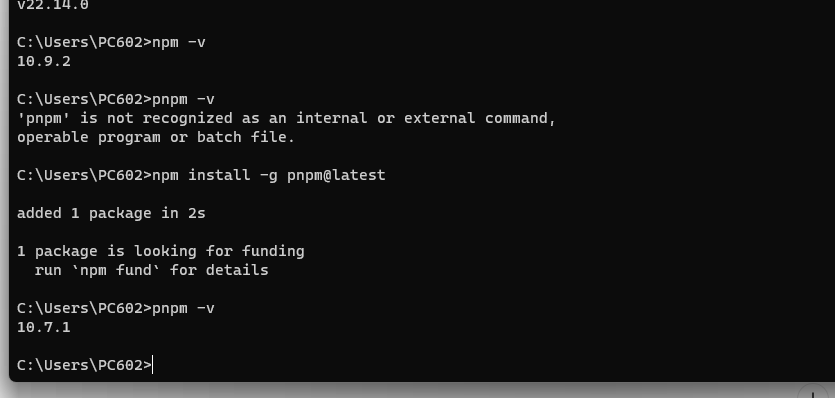 v22.14.0
C:\Users\PC602>npm -v
10.9.2
C:\Users\PC602>pnpm -v
'pnpm' is not recognized as an internal or external command,
operable program or batch file.
C:\Users\PC602>npm install -g pnpm@latest
added 1 package in 2s
1 package is looking for funding
  run `npm fund` for details
C:\Users\PC602>pnpm -v
10.7.1
C:\Users\PC602>